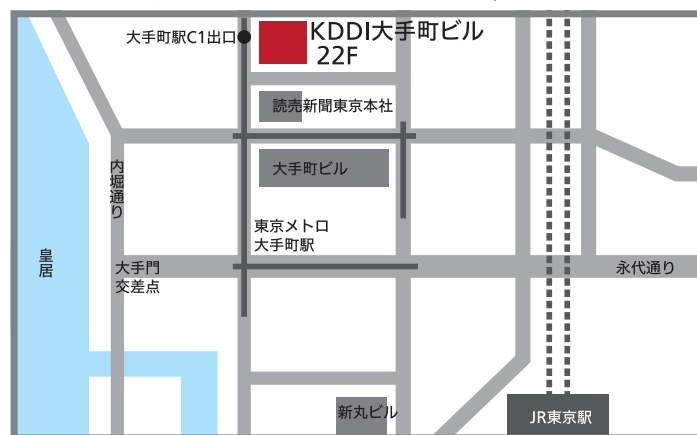 大手町駅C1出口
KDDI大手町ビル
22F
読売新聞東京本社
大手町ビル
内堀通り
東京メトロ
大手町駅
皇居
大手門
交差点
永代通り
新丸ビル
JR東京駅